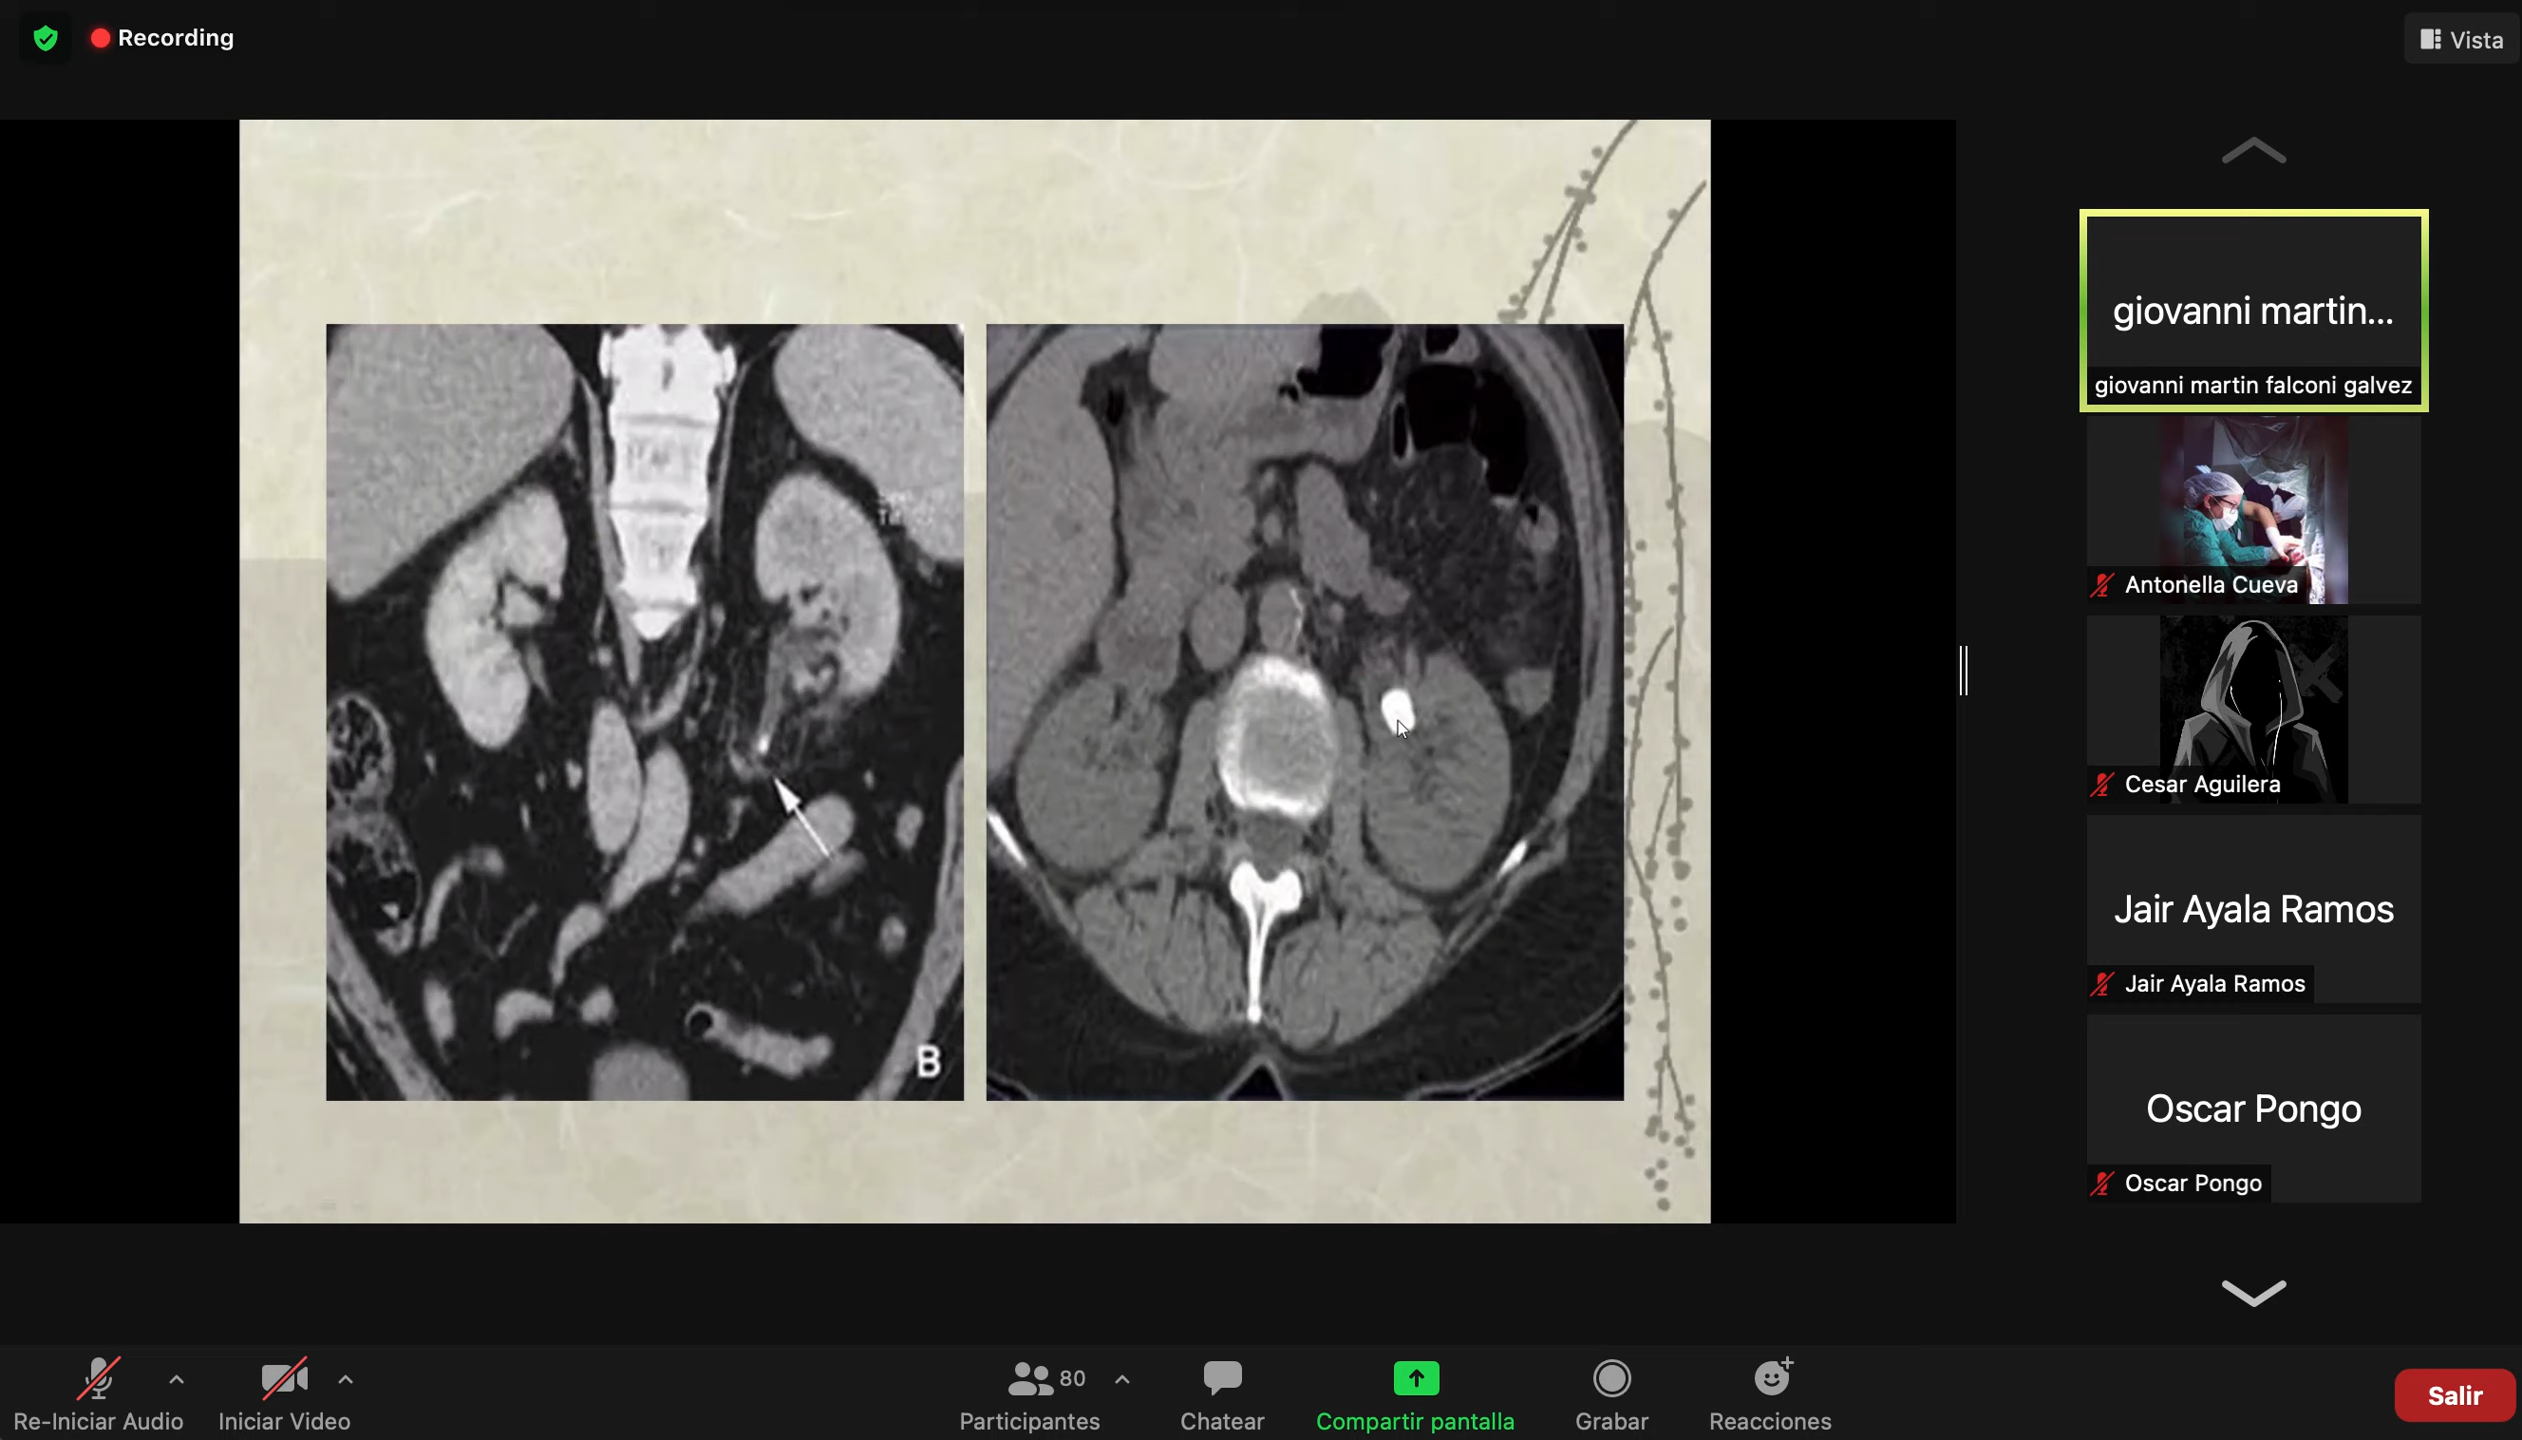 Recording
Vista
giovanni martin...
giovanni martin falconi galvez
Antonella Cueva
Cesar Aguilera
Jair Ayala Ramos
Jair Ayala Ramos
Oscar Pongo
Oscar Pongo
B
80
Re-Iniciar Audio
Iniciar Video
Participantes
Chatear
Compartir pantalla
Grabar
Reacciones
Salir